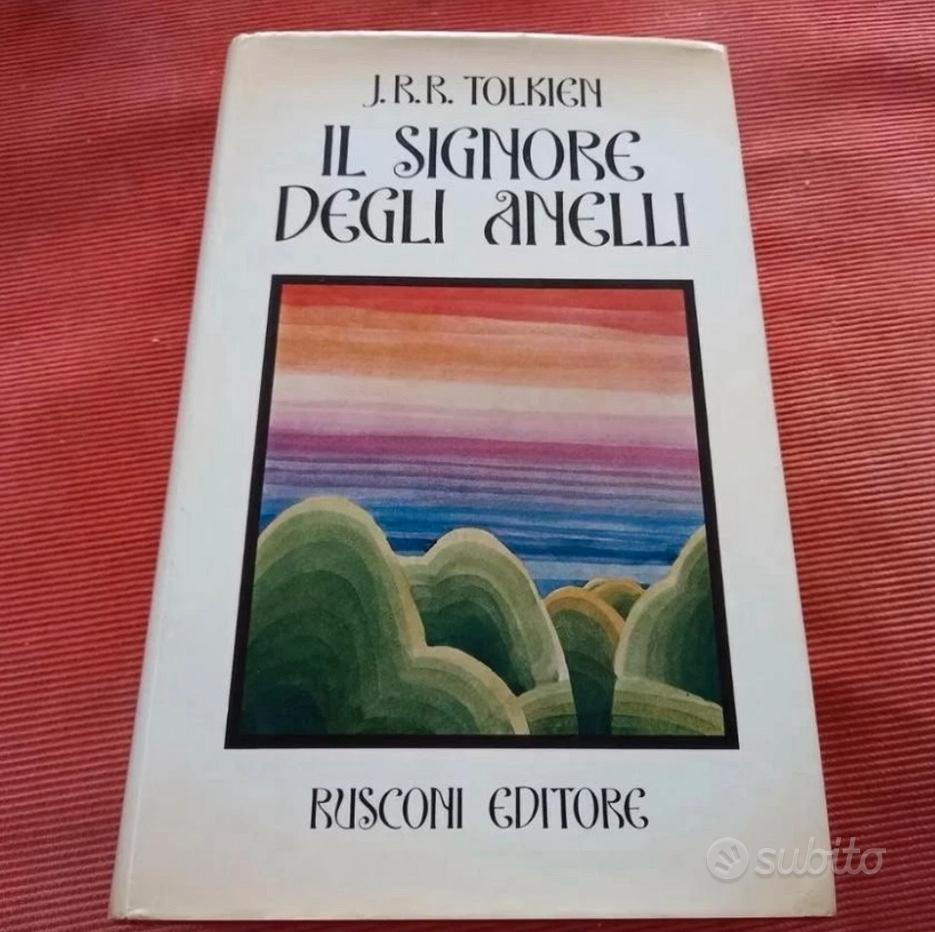 J.R.R. TOLKIEN
IL SIGNORE
DEGLI ANELLI
RUSCONI EDITORE
subito